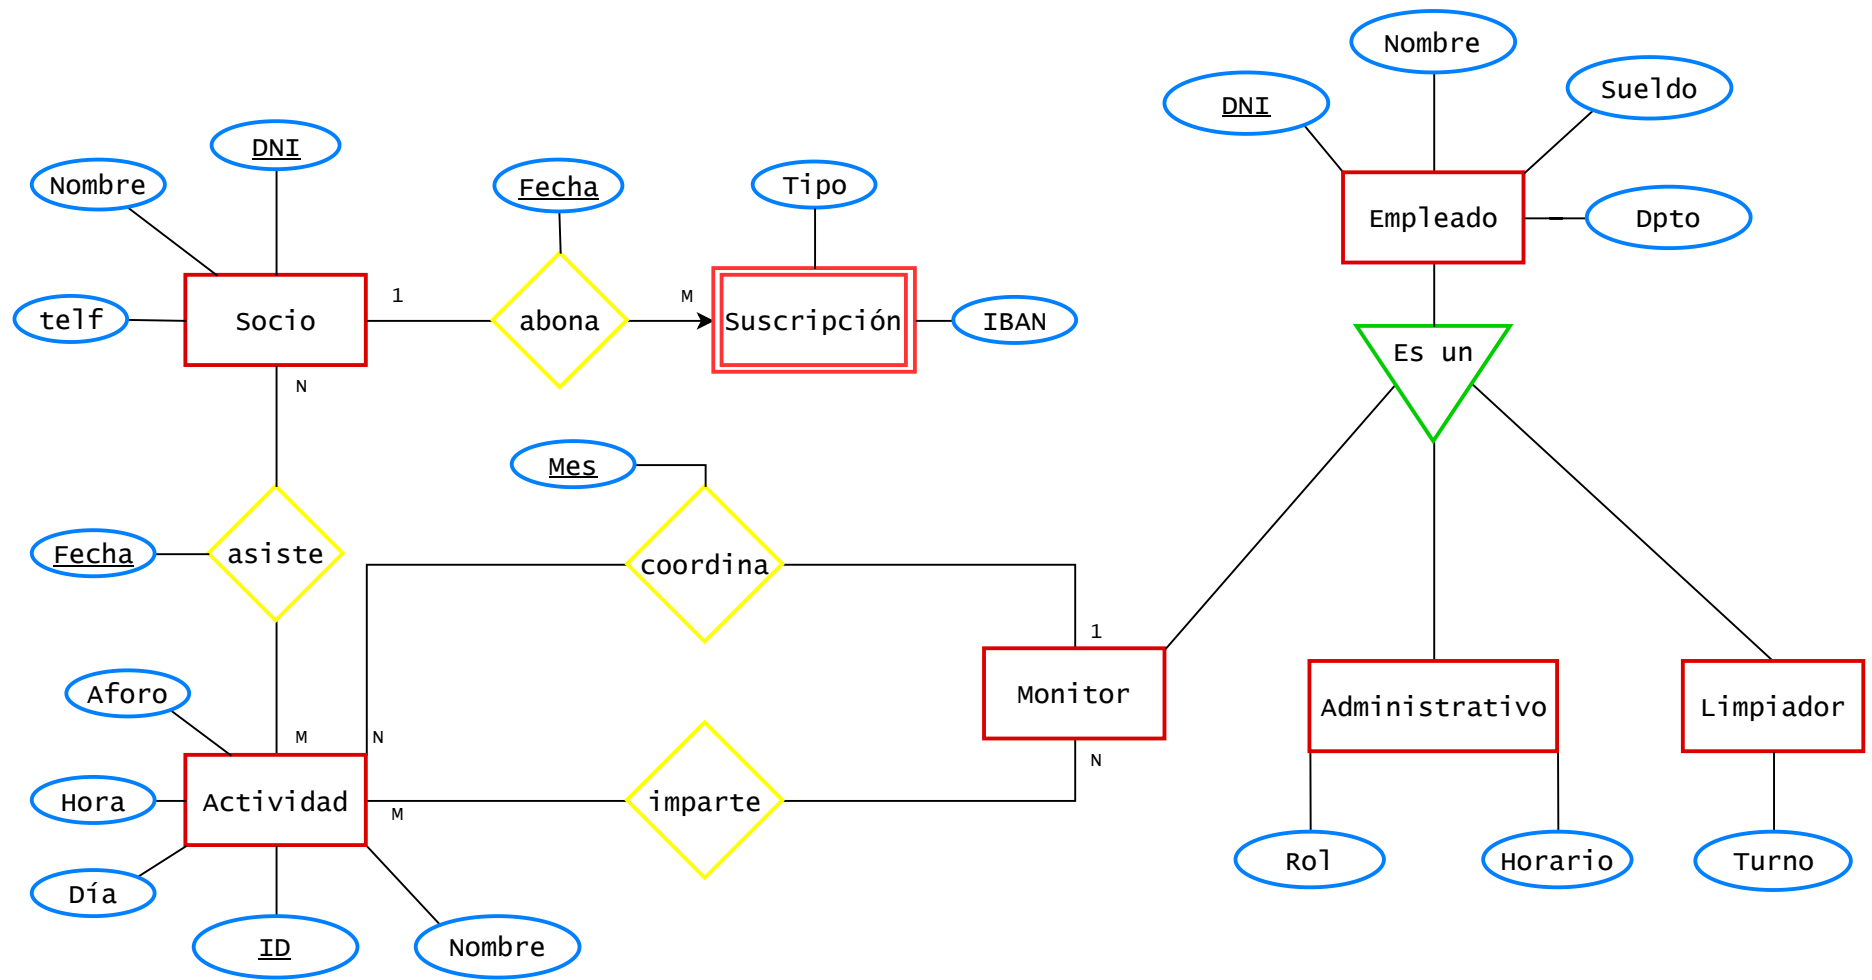 Nombre
DNI
Sueldo
DNI
Nombre
Fecha
Tipo
Empleado
Dpto
1
M
telf
Socio
abona
Suscripción
IBAN
Es un
N
Mes
Fecha
asiste
coordina
1
Aforo
Monitor
Administrativo
Limpiador
M
N
N
Hora
Actividad
M
imparte
Rol
Horario
Turno
Día
ID
Nombre